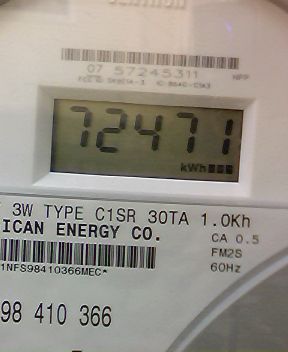 07 57245311 NPP
72471
kWh
3W TYPE C1SR 30TA 1.0Kh
ICAN ENERGY CO.
CA 0.5
FM2S
60Hz
1NFS98410366MEC*
98 410 366